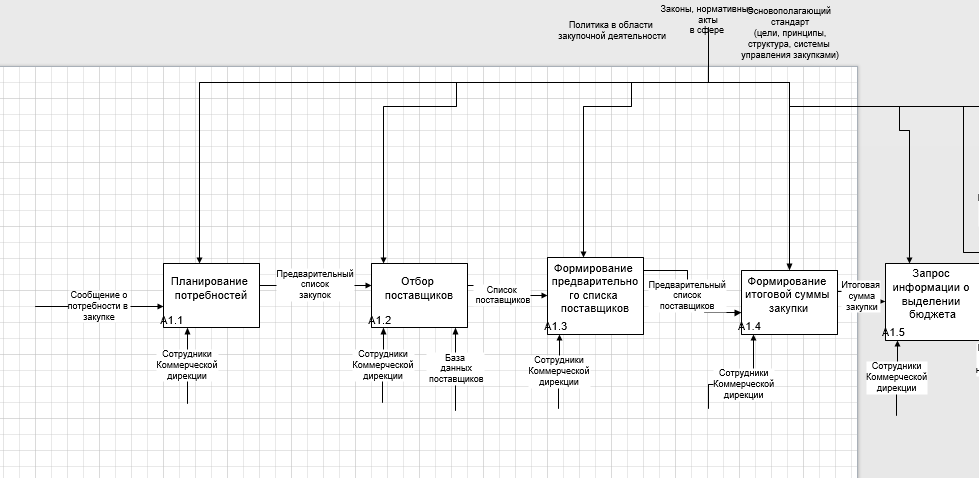 Политика в области
закупочной деятельности
Законы, нормативные
акты
в сфере
Основополагающий
стандарт
(цели, принципы,
структура, системы
управления закупками)
Сообщение о
потребности в
закупке
Планирование
потребностей
A1.1
Сотрудники
Коммерческой
дирекции
Предварительный
список
закупок
Отбор
поставщиков
A1.2
Сотрудники
Коммерческой
дирекции
База
данных
поставщиков
Список
поставщиков
Формирование
предварительно
го списка
поставщиков
A1.3
Сотрудники
Коммерческой
дирекции
Предварительный
список
поставщиков
Формирование
итоговой суммы
закупки
A1.4
Сотрудники
Коммерческой
дирекции
Итоговая
сумма
закупки
Запрос
информации о
выделении
бюджета
A1.5
Сотрудники
Коммерческой
дирекции